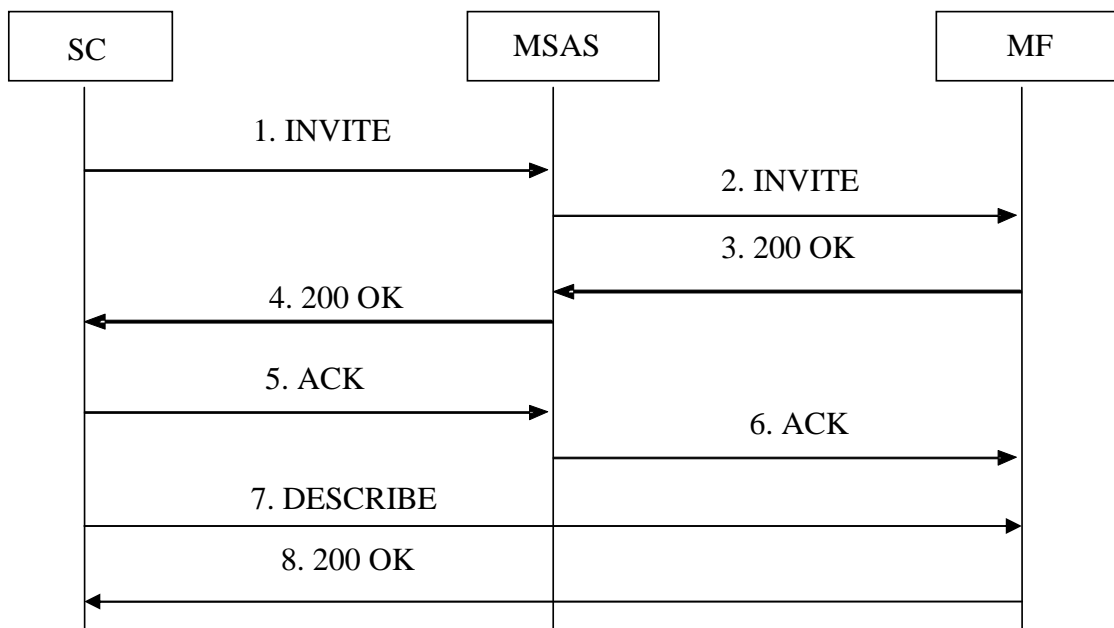 SC
MSAS
MF
1. INVITE
2. INVITE
3. 200 OK
4. 200 OK
5. ACK
6. ACK
7. DESCRIBE
8. 200 OK